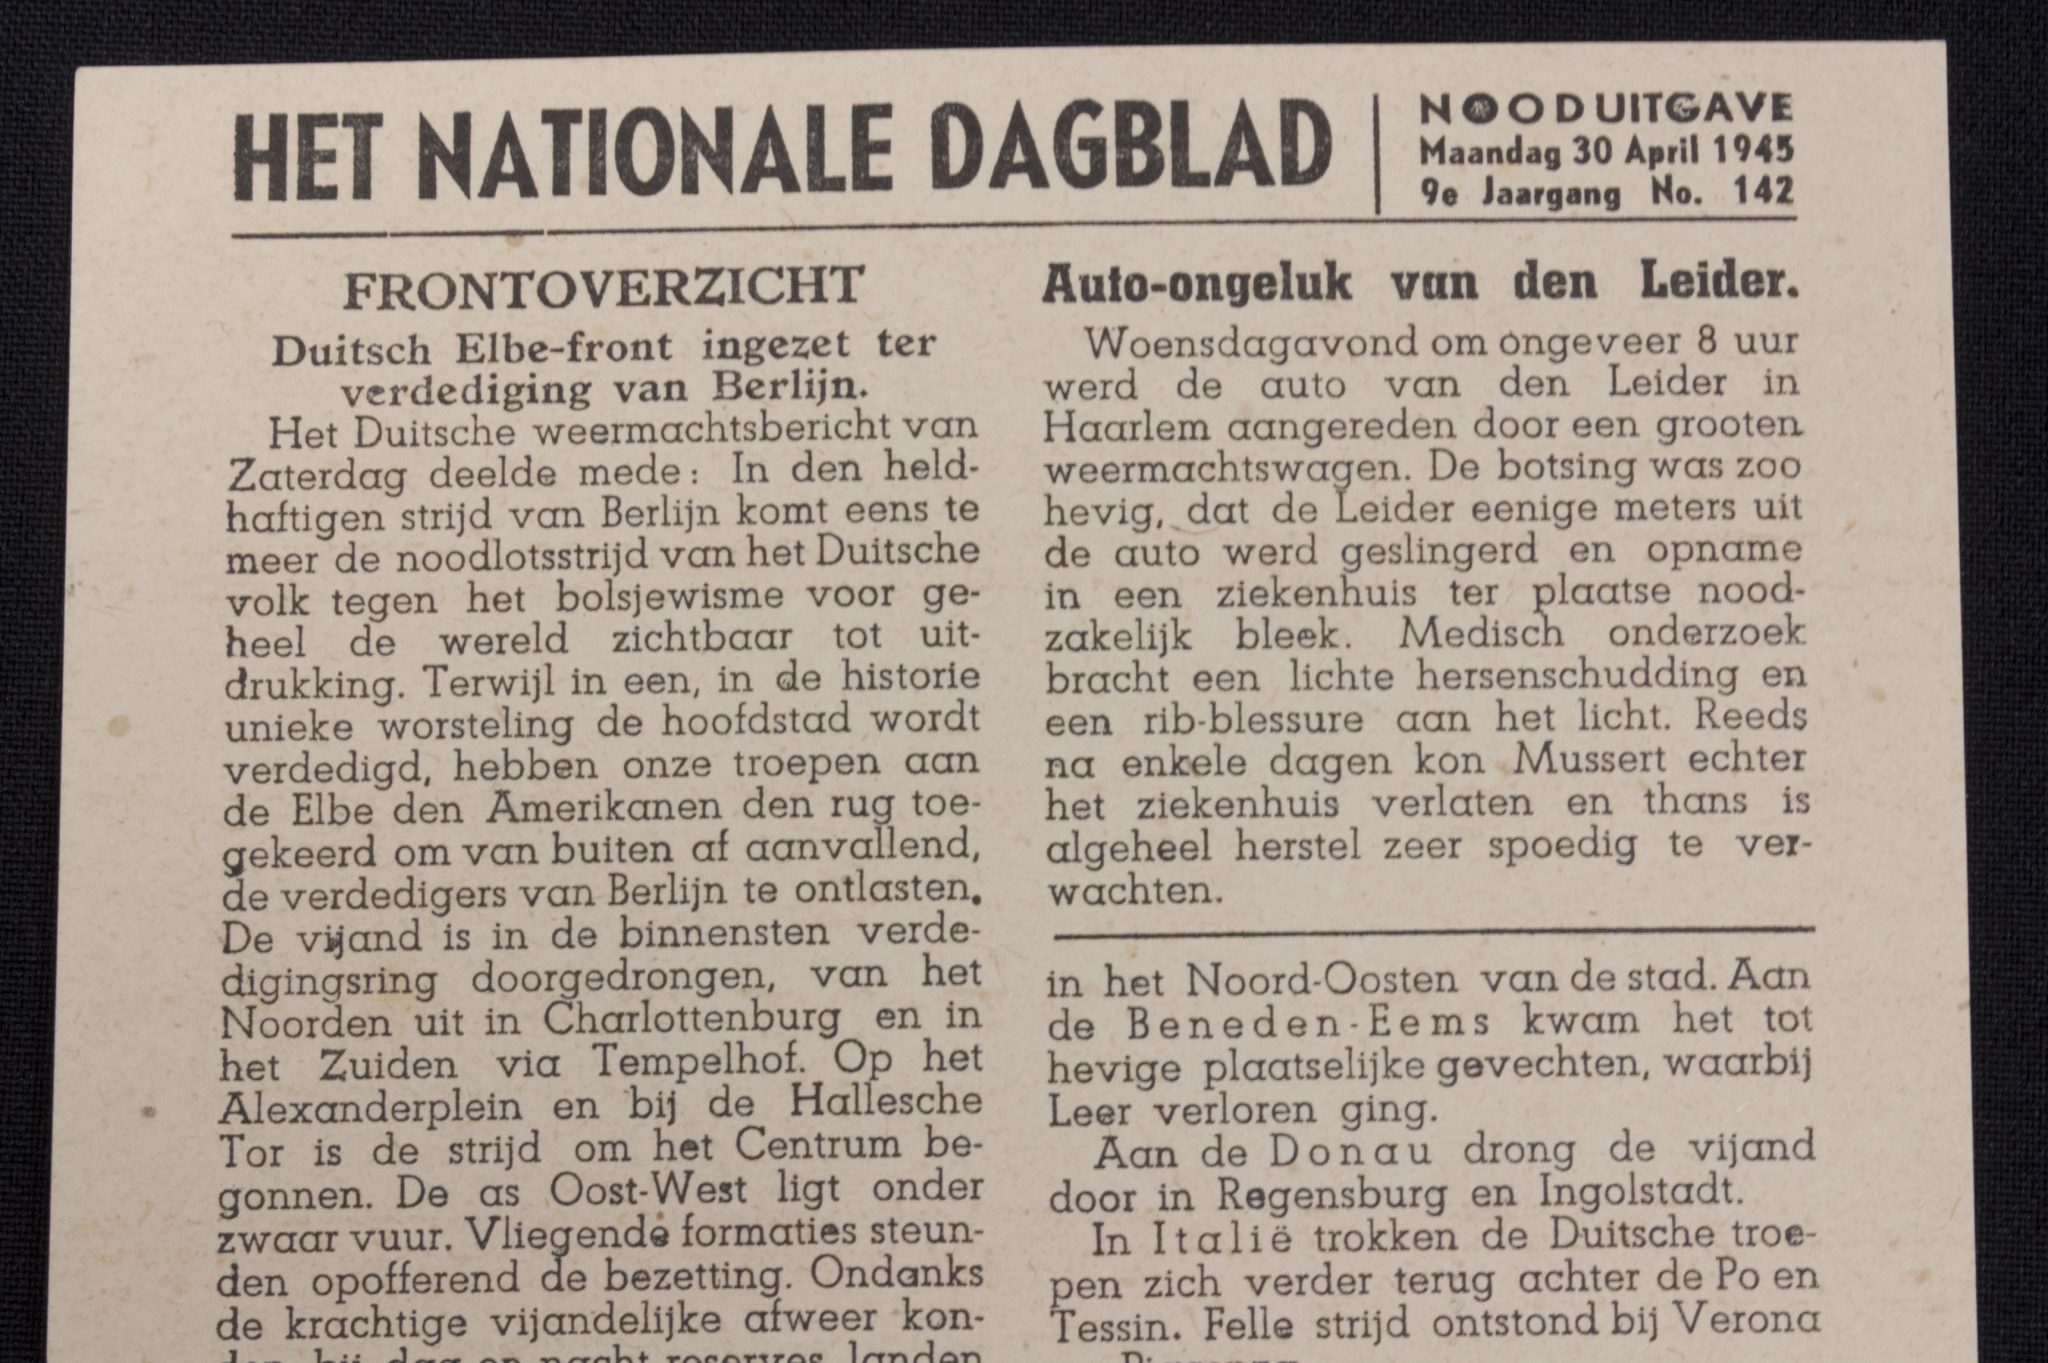 HET NATIONALE DAGBLAD
NOODUITGAVE
Maandag 30 April 1945
9e Jaargang No. 142
FRONTOVERZICHT
Duitsch Elbe-front ingezet ter
verdediging van Berlijn.
Het Duitsche weermachtsbericht van
Zaterdag deelde mede: In den held-
haftigen strijd van Berlijn komt eens te
meer de noodlotsstrijd van het Duitsche
volk tegen het bolsjewisme voor ge-
heel de wereld zichtbaar tot uit-
drukking. Terwijl in een, in de historie
unieke worsteling de hoofdstad wordt
verdedigd, hebben onze troepen aan
de Elbe den Amerikanen den rug toe-
gekeerd om van buiten af aanvallend,
de verdedigers van Berlijn te ontlasten.
De vijand is in de binnensten verde-
digingsring doorgedrongen, van het
Noorden uit in Charlottenburg en in
het Zuiden via Tempelhof. Op het
Alexanderplein en bij de Hallesche
Tor is de strijd om het Centrum be-
gonnen. De as Oost-West ligt onder
zwaar vuur. Vliegende formaties steun-
den opofferend de bezetting. Ondanks
de krachtige vijandelijke afweer kon-
den bij dag en nacht reserves landen
Auto-ongeluk van den Leider.
Woensdagavond om ongeveer 8 uur
werd de auto van den Leider in
Haarlem aangereden door een grooten
weermachtswagen. De botsing was zoo
hevig, dat de Leider eenige meters uit
de auto werd geslingerd en opname
in een ziekenhuis ter plaatse nood-
zakelijk bleek. Medisch onderzoek
bracht een lichte hersenschudding en
een rib-blessure aan het licht. Reeds
na enkele dagen kon Mussert echter
het ziekenhuis verlaten en thans is
algeheel herstel zeer spoedig te ver-
wachten.
in het Noord-Oosten van de stad. Aan
de Beneden-Eems kwam het tot
hevige plaatselijke gevechten, waarbij
Leer verloren ging.
Aan de Donau drong de vijand
door in Regensburg en Ingolstadt.
In Italië trokken de Duitsche troe-
pen zich verder terug achter de Po en
Tessin. Felle strijd ontstond bij Verona